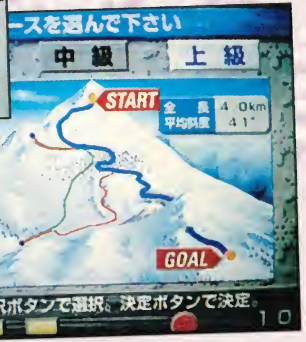 ースを選んで下さい
中級 上級
START
全長 4.0km
平均斜度 41°
GOAL
ボタンで選択。決定ボタンで決定。
10